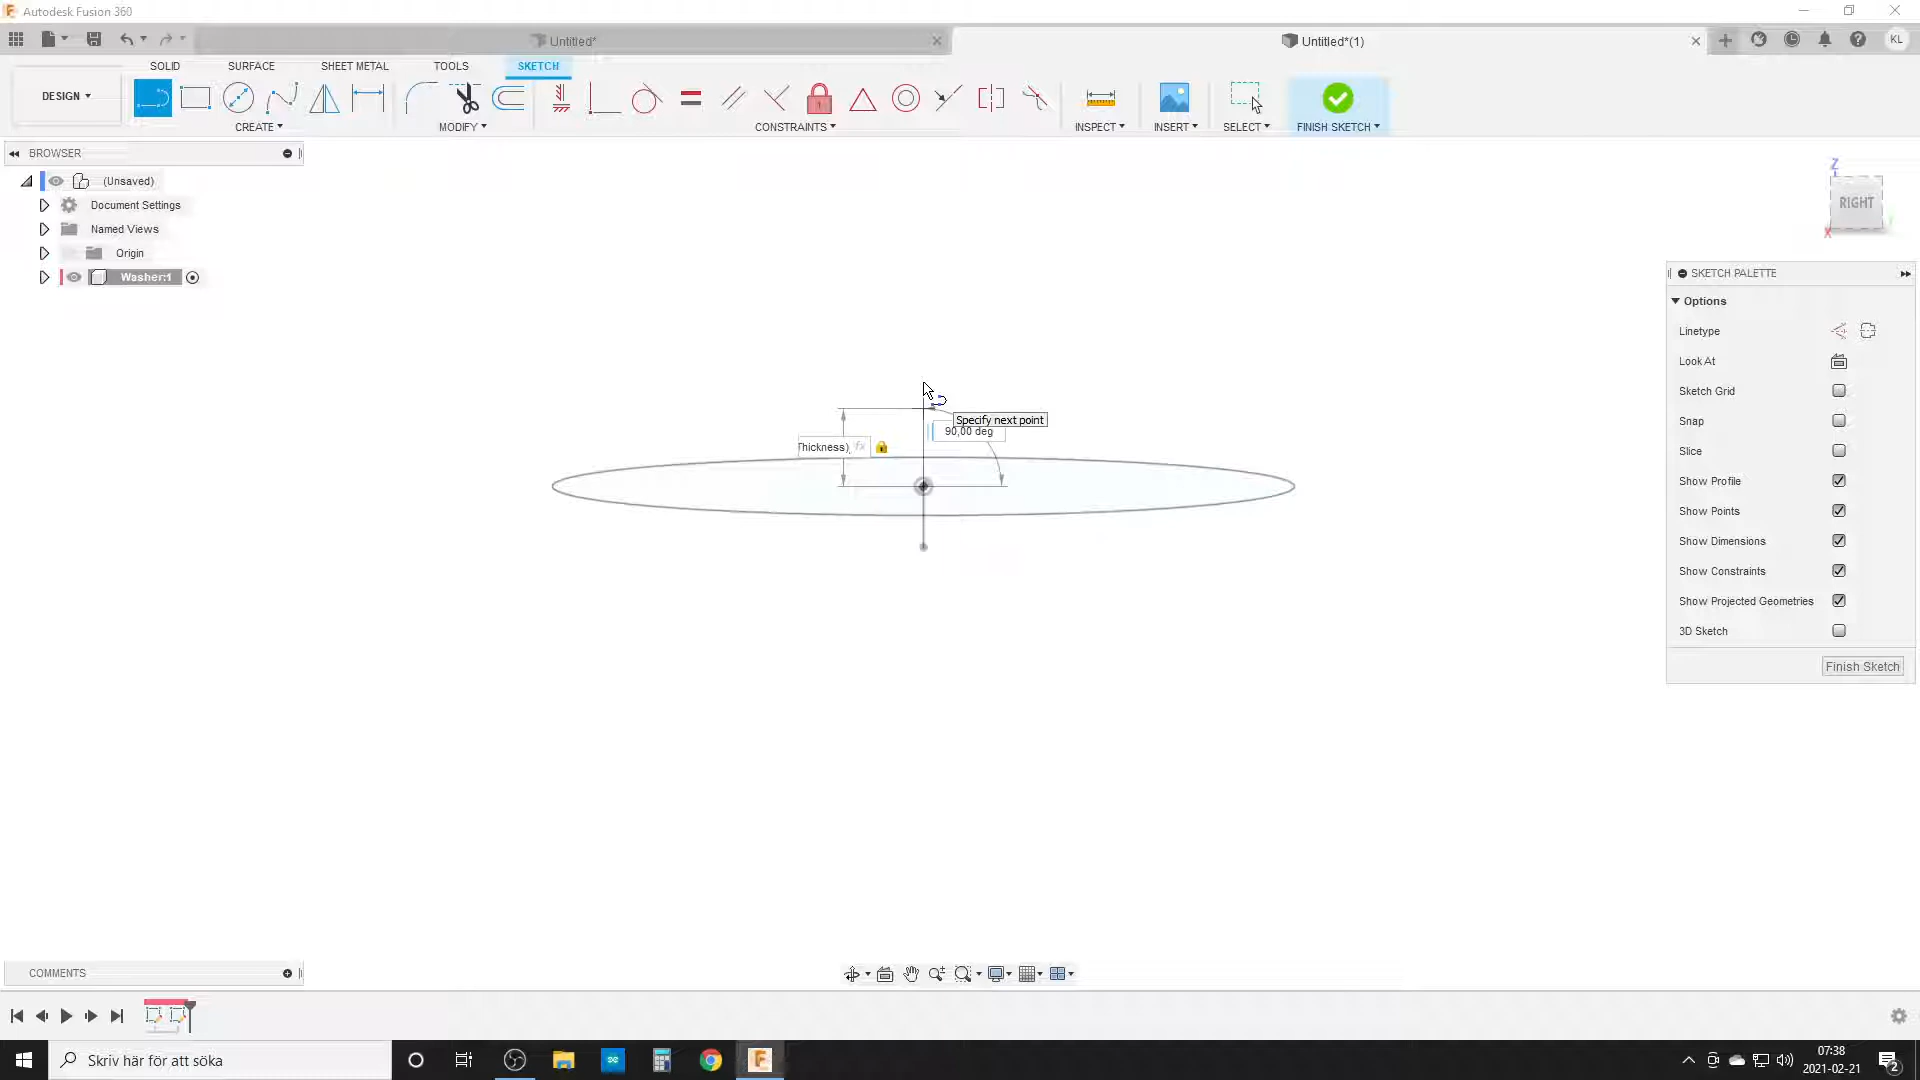 Autodesk Fusion 360
Untitled*
Untitled*(1)
KL
SOLID
SURFACE
SHEET METAL
TOOLS
SKETCH
DESIGN
CREATE
MODIFY
CONSTRAINTS
INSPECT
INSERT
SELECT
FINISH SKETCH
BROWSER
(Unsaved)
Document Settings
Named Views
Origin
Washer:1
Z
RIGHT
X
SKETCH PALETTE
Options
Linetype
Look At
Sketch Grid
Snap
Slice
Show Profile
Show Points
Show Dimensions
Show Constraints
Show Projected Geometries
3D Sketch
Finish Sketch
Specify next point
90,00 deg
Thickness) fx
COMMENTS
Skriv här för att söka
07:38
2021-02-21
2